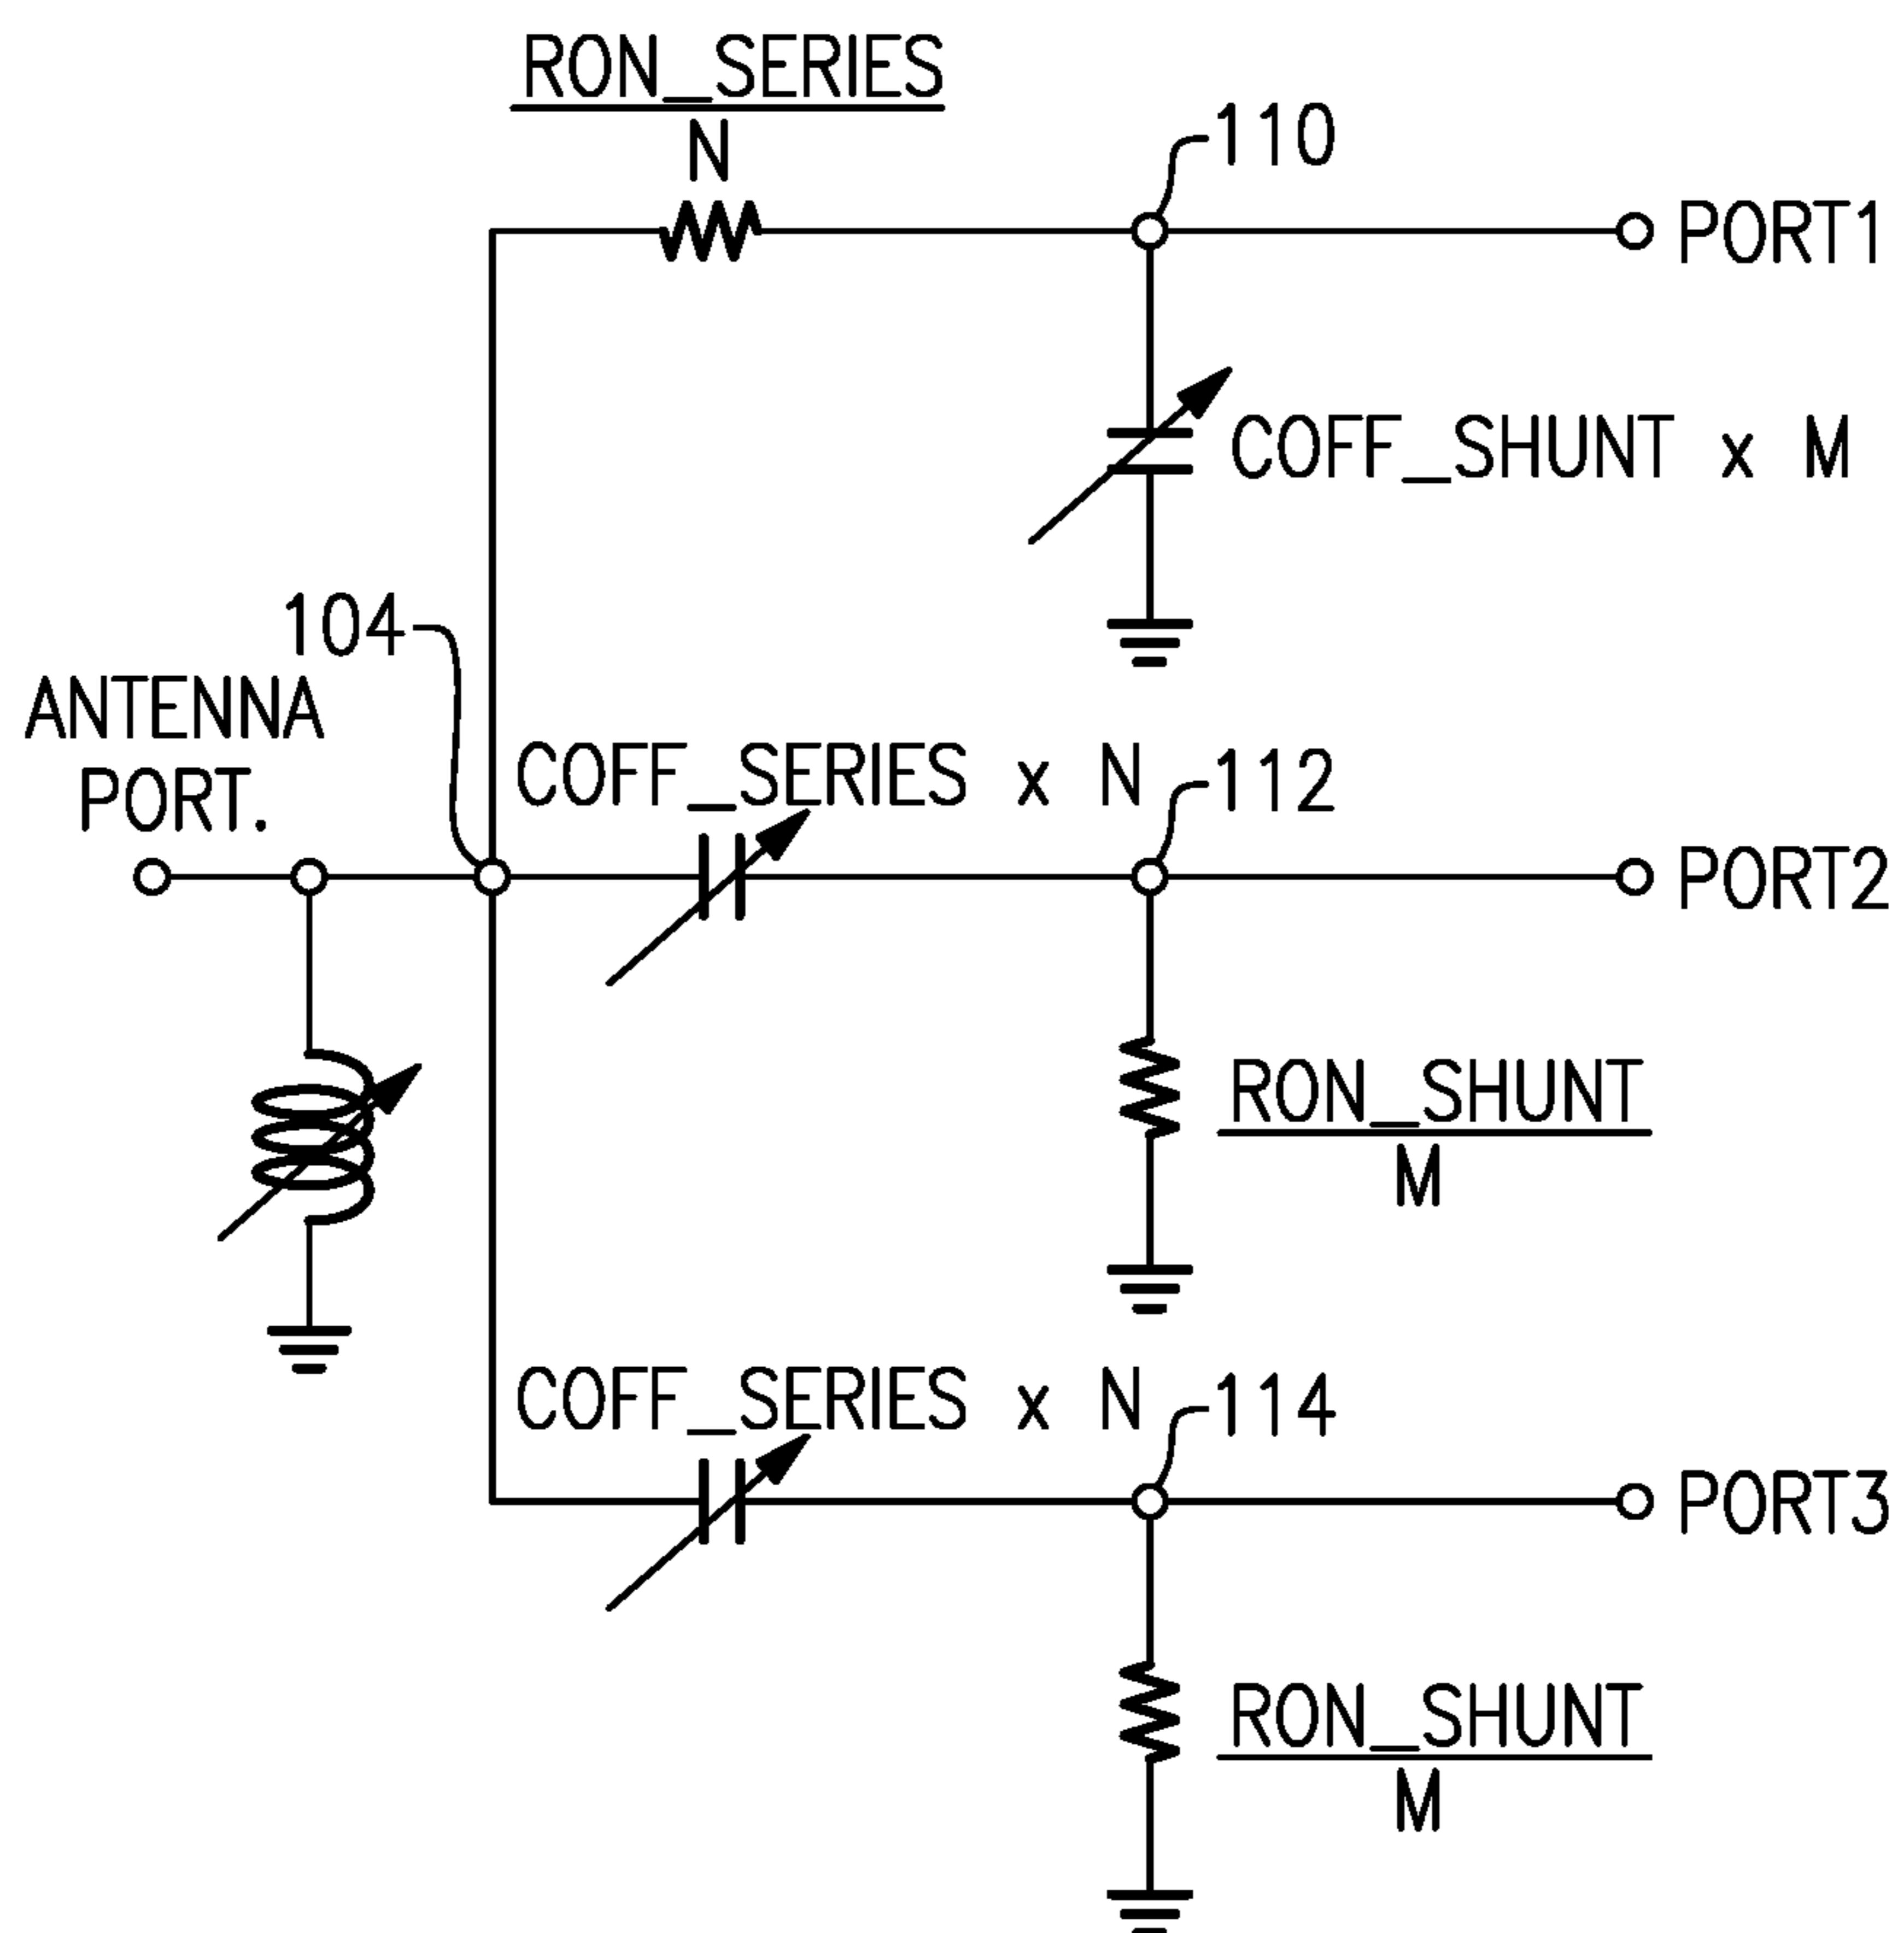 RON_SERIES
N
110
PORT1
COFF_SHUNT x M
104
ANTENNA
PORT.
COFF_SERIES x N
112
PORT2
RON_SHUNT
M
COFF_SERIES x N
114
PORT3
RON_SHUNT
M